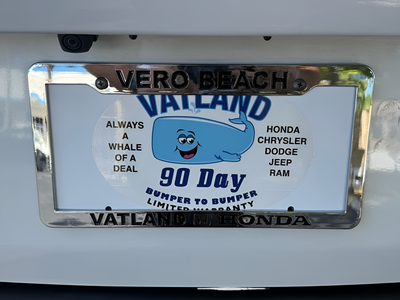 VERO BEACH
VATLAND
ALWAYS
A
WHALE
OF A
DEAL
HONDA
CHRYSLER
DODGE
JEEP
RAM
90 Day
BUMPER TO BUMPER
LIMITED WARRANTY
VATLAND HONDA